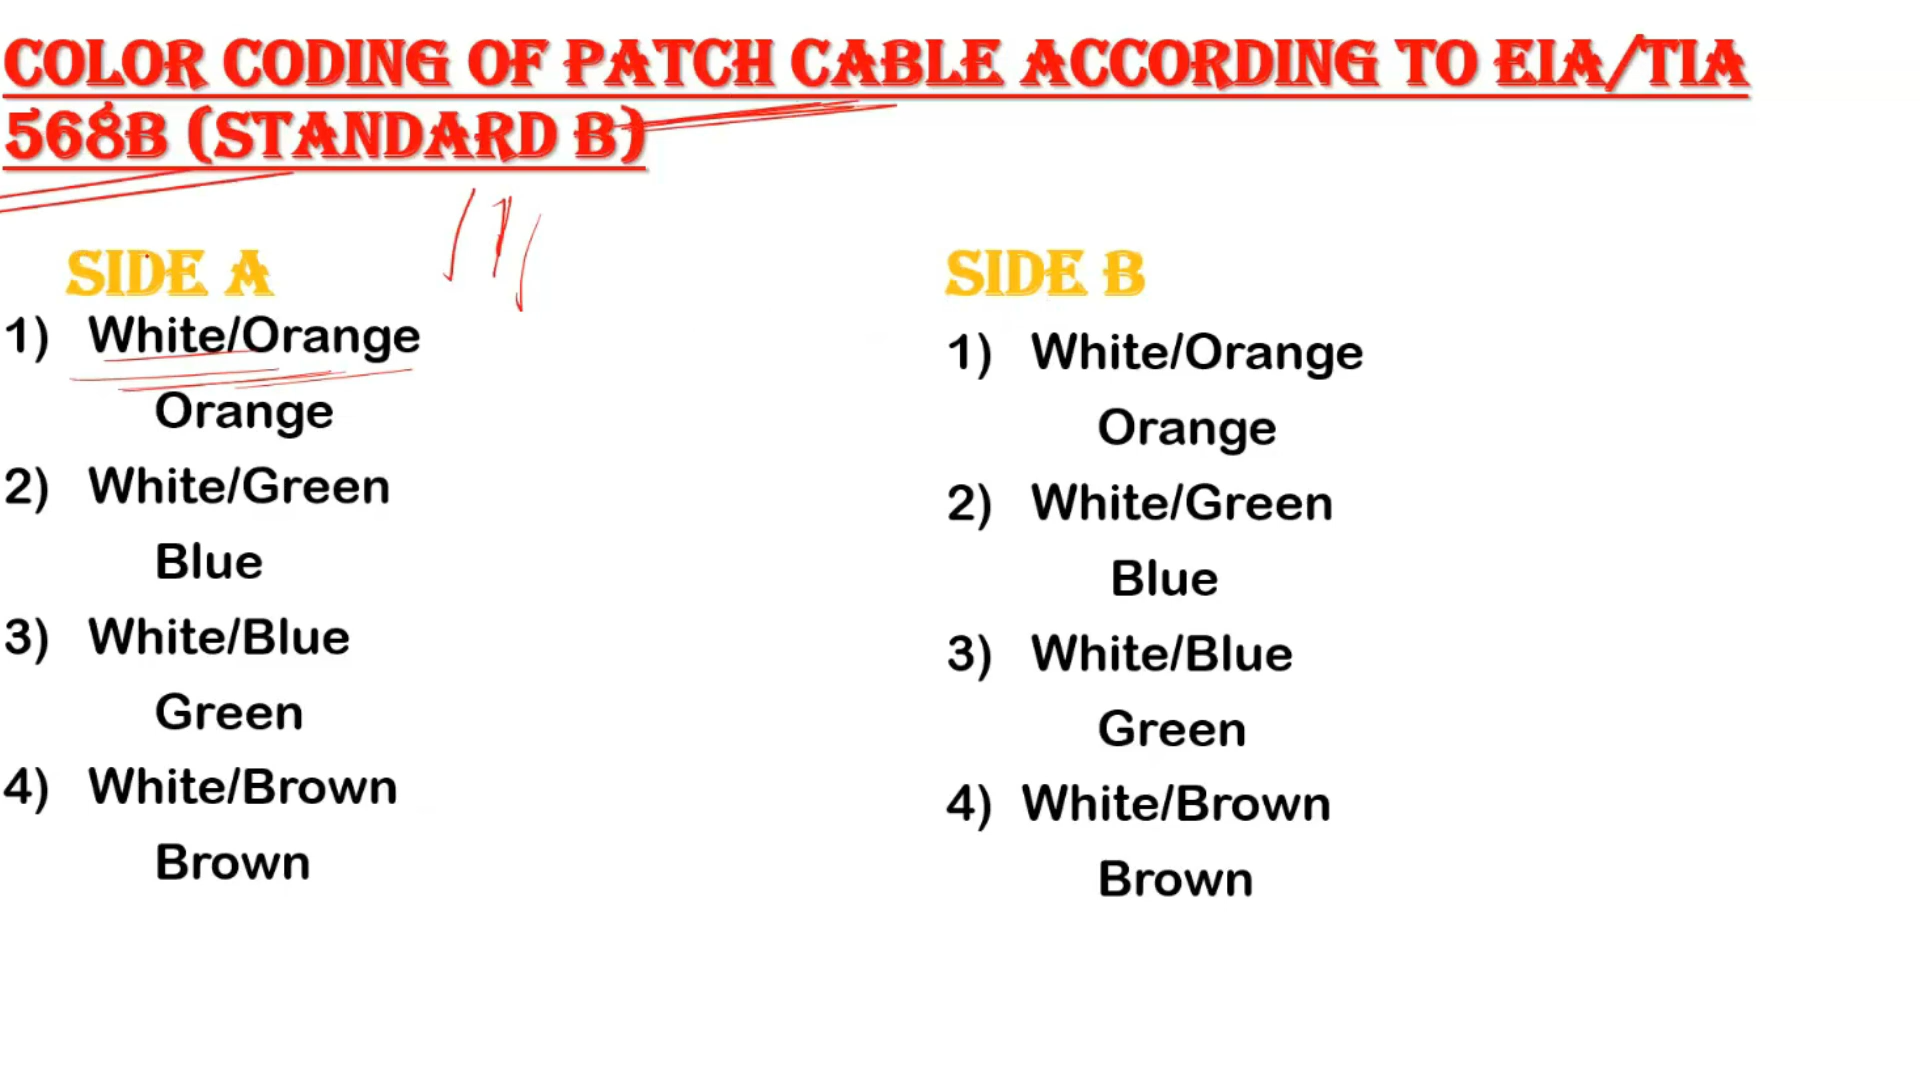 COLOR CODING OF PATCH CABLE ACCORDING TO EIA/TIA
568B (STANDARD B)
SIDE A
1) White/Orange
Orange
2) White/Green
Blue
3) White/Blue
Green
4) White/Brown
Brown
SIDE B
1) White/Orange
Orange
2) White/Green
Blue
3) White/Blue
Green
4) White/Brown
Brown